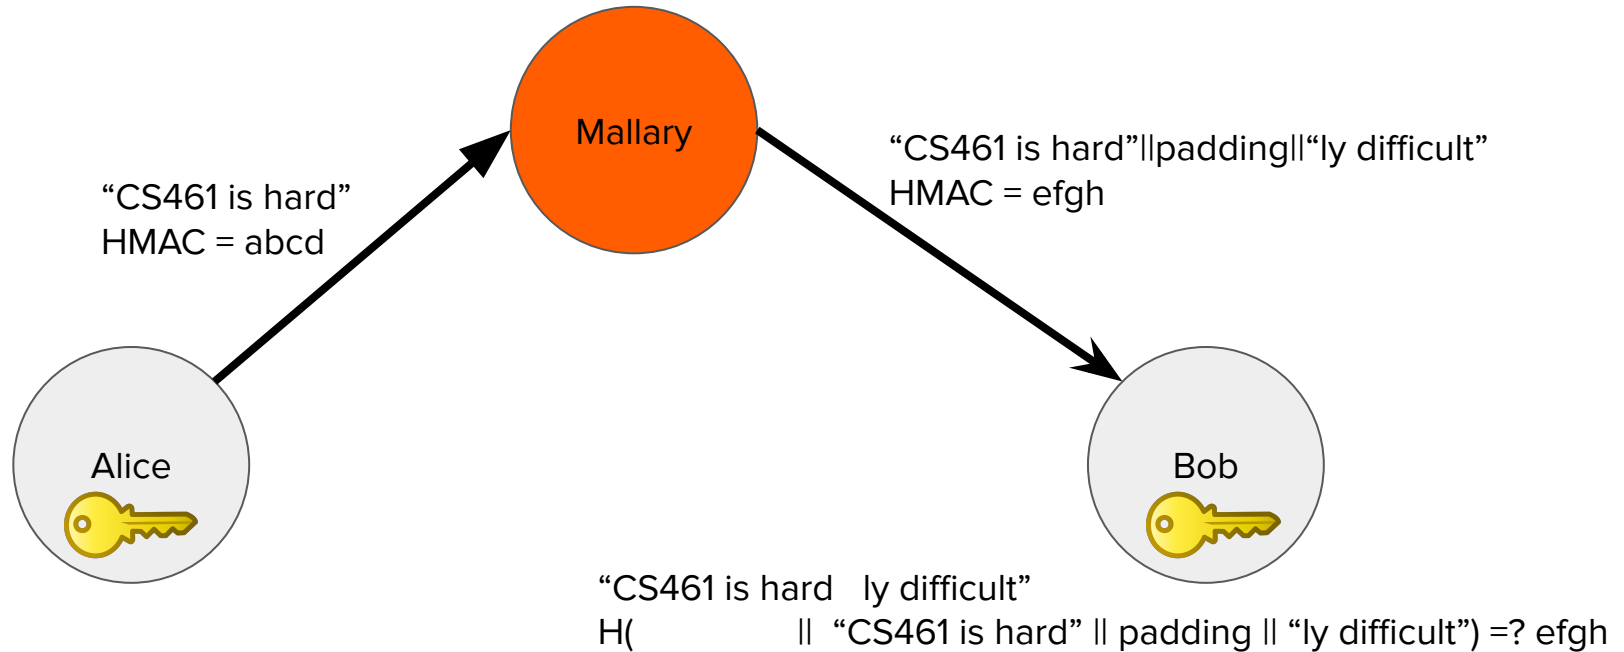 Mallary
“CS461 is hard”||padding||“ly difficult”
HMAC = efgh
“CS461 is hard”
HMAC = abcd
Alice
Bob
“CS461 is hard   ly difficult”
H(                || “CS461 is hard” || padding || “ly difficult”) =? efgh